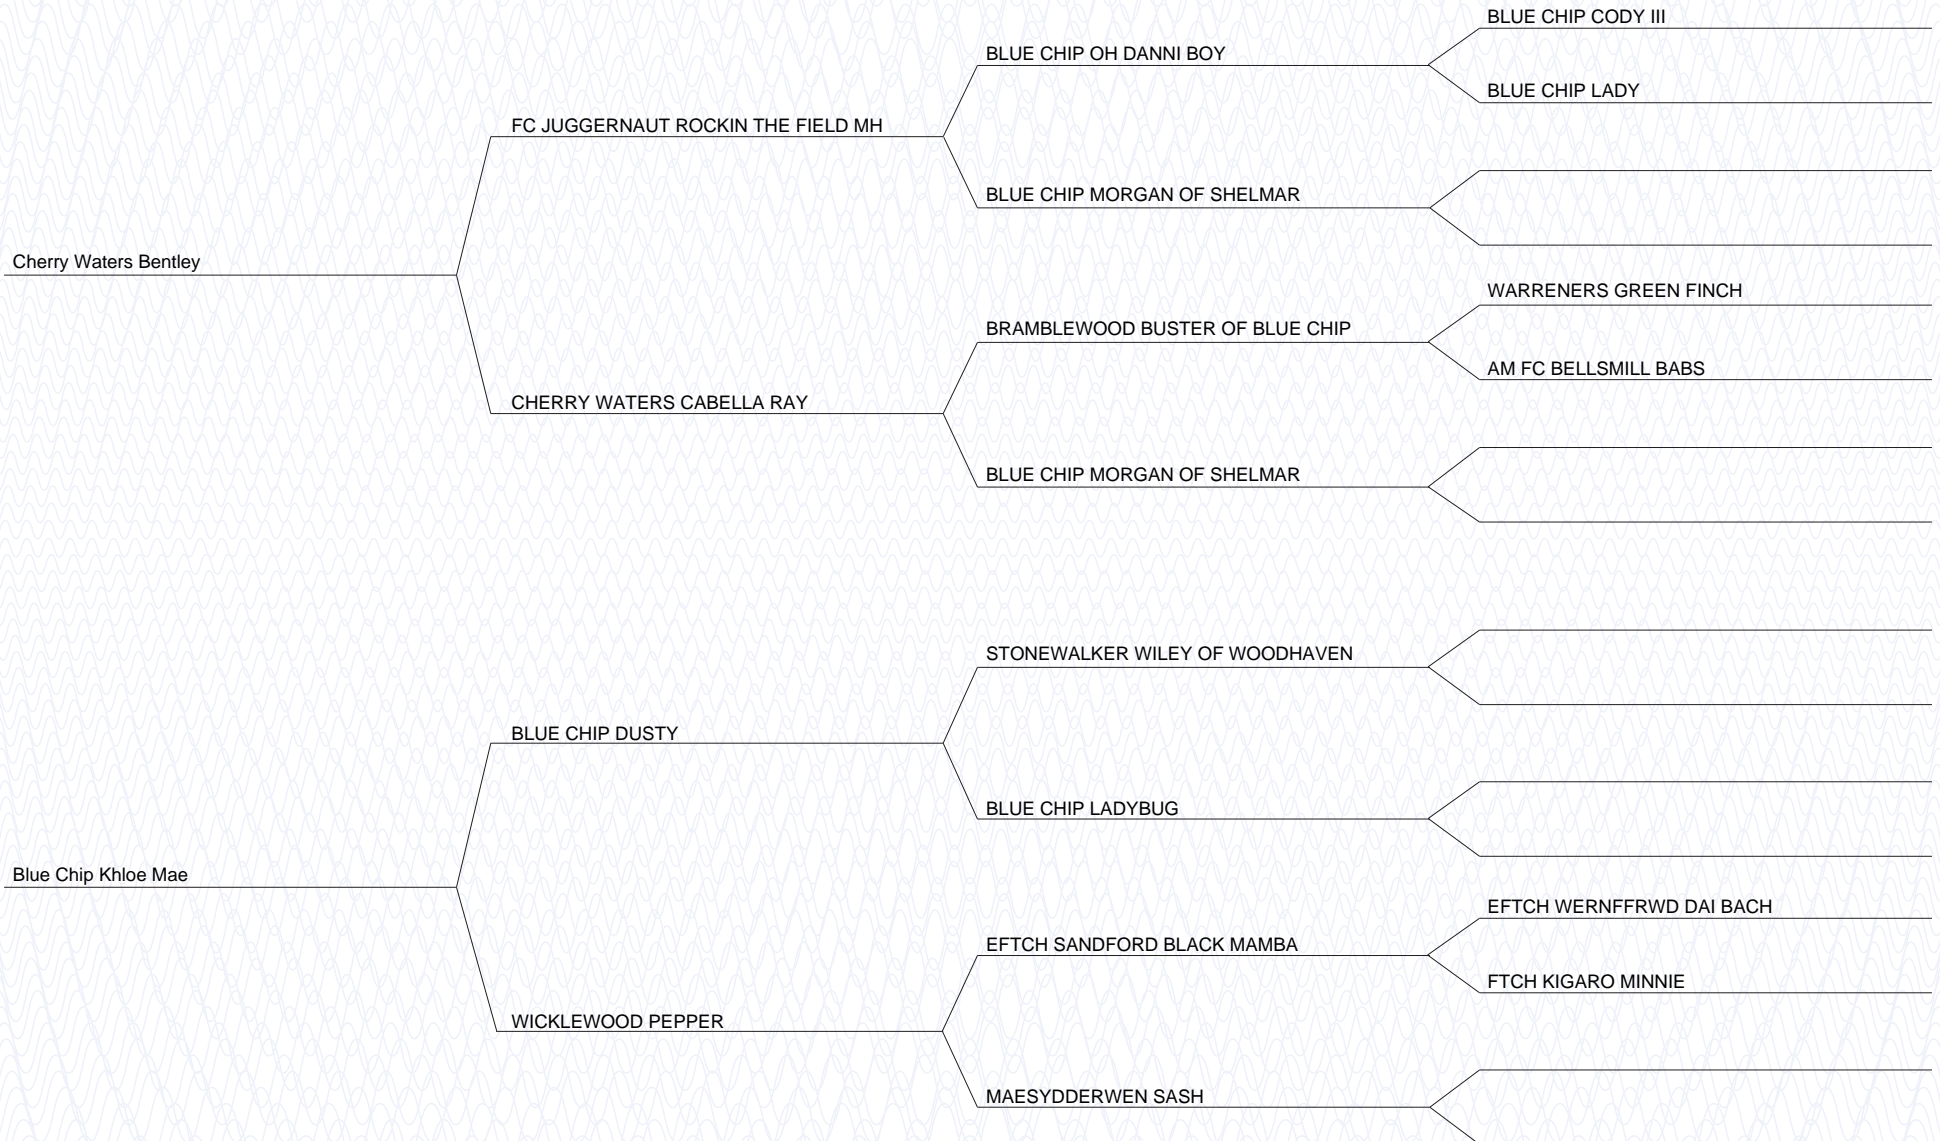 BLUE CHIP CODY III
BLUE CHIP OH DANNI BOY
BLUE CHIP LADY
FC JUGGERNAUT ROCKIN THE FIELD MH
BLUE CHIP MORGAN OF SHELMAR
Cherry Waters Bentley
WARRENERS GREEN FINCH
BRAMBLEWOOD BUSTER OF BLUE CHIP
AM FC BELLSMILL BABS
CHERRY WATERS CABELLA RAY
BLUE CHIP MORGAN OF SHELMAR
STONEWALKER WILEY OF WOODHAVEN
BLUE CHIP DUSTY
BLUE CHIP LADYBUG
Blue Chip Khloe Mae
EFTCH WERNFFRWD DAI BACH
EFTCH SANDFORD BLACK MAMBA
FTCH KIGARO MINNIE
WICKLEWOOD PEPPER
MAESYDDERWEN SASH